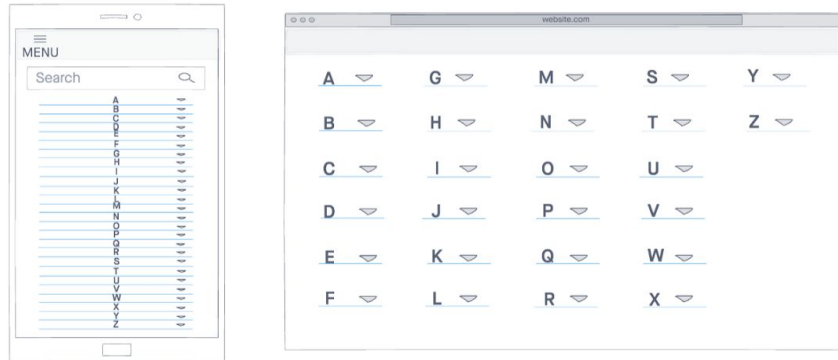 MENU
Search
A
B
C
D
E
F
G
H
I
J
K
L
M
N
O
P
Q
R
S
T
U
V
W
X
Y
Z
website.com
A G M S Y
B H N T Z
C I O U
D J P V
E K Q W
F L R X